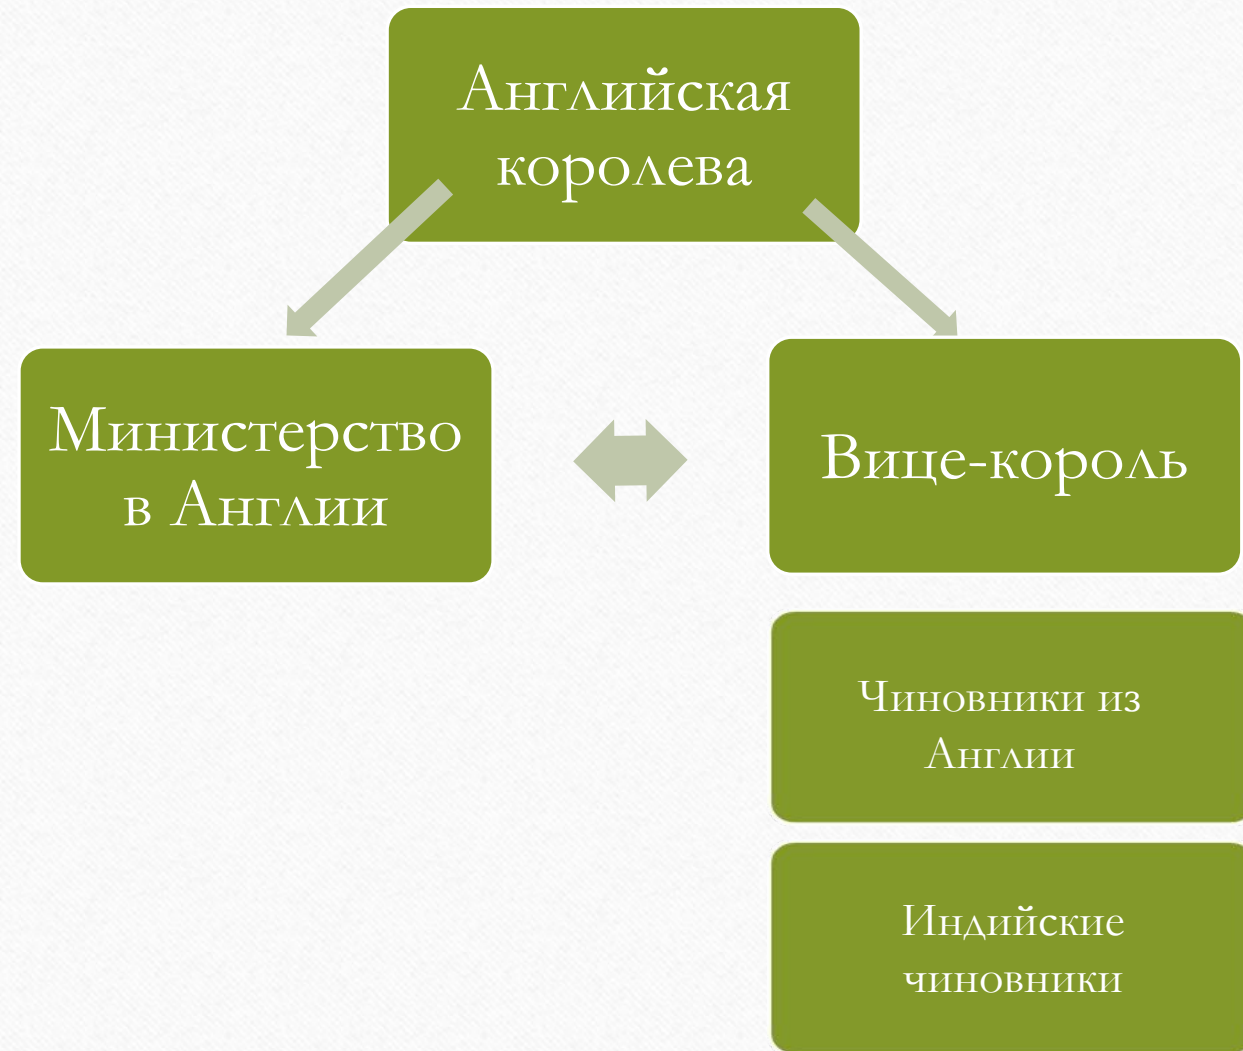 Английская
королева
Министерство
в Англии
Вице-король
Чиновники из
Англии
Индийские
чиновники